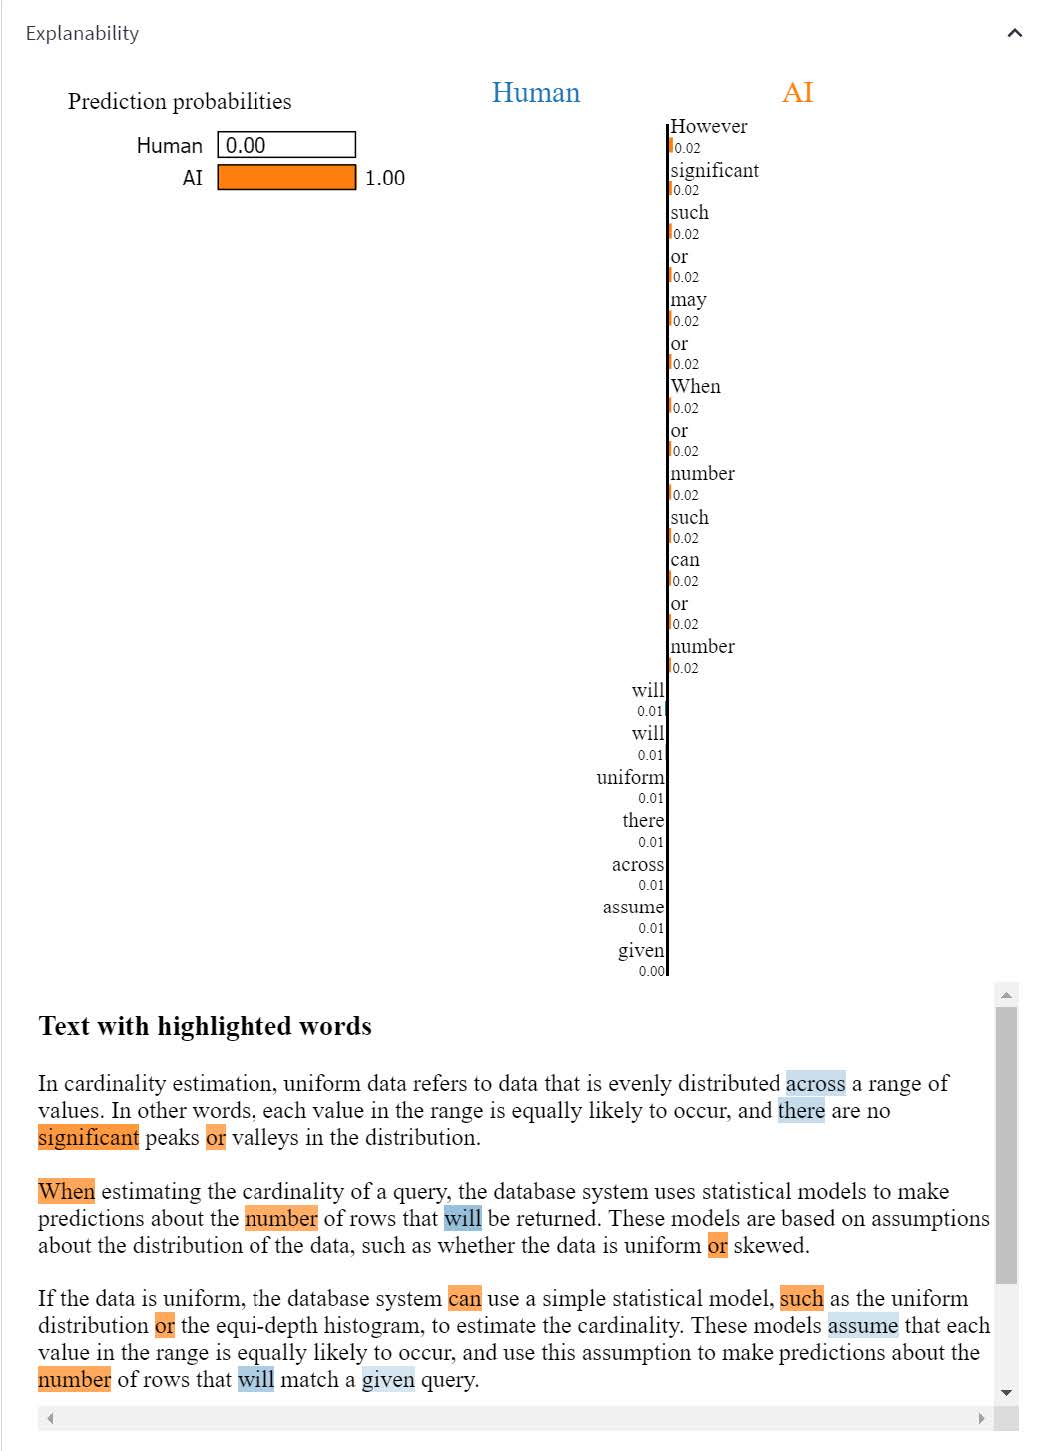 Explanability
Prediction probabilities
Human 0.00
AI 1.00
Human AI
However
0.02
significant
0.02
such
0.02
or
0.02
may
0.02
or
0.02
When
0.02
or
0.02
number
0.02
such
0.02
can
0.02
or
0.02
number
0.02
will
0.01
will
0.01
uniform
0.01
there
0.01
across
0.01
assume
0.01
given
0.00
Text with highlighted words
In cardinality estimation, uniform data refers to data that is evenly distributed across a range of
values. In other words, each value in the range is equally likely to occur, and there are no
significant peaks or valleys in the distribution.
When estimating the cardinality of a query, the database system uses statistical models to make
predictions about the number of rows that will be returned. These models are based on assumptions
about the distribution of the data, such as whether the data is uniform or skewed.
If the data is uniform, the database system can use a simple statistical model, such as the uniform
distribution or the equi-depth histogram, to estimate the cardinality. These models assume that each
value in the range is equally likely to occur, and use this assumption to make predictions about the
number of rows that will match a given query.